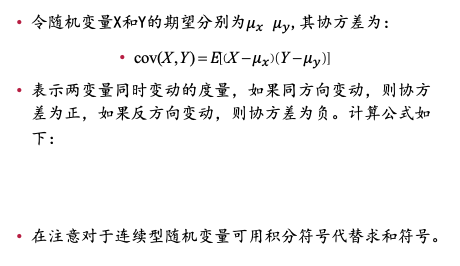 • 令随机变量X和Y的期望分别为μₓ μᵧ,其协方差为：
• cov(X,Y)=E[(X−μₓ)(Y−μᵧ)]
• 表示两变量同时变动的度量，如果同方向变动，则协方
差为正，如果反方向变动，则协方差为负。计算公式如
下：
• 在注意对于连续型随机变量可用积分符号代替求和符号。